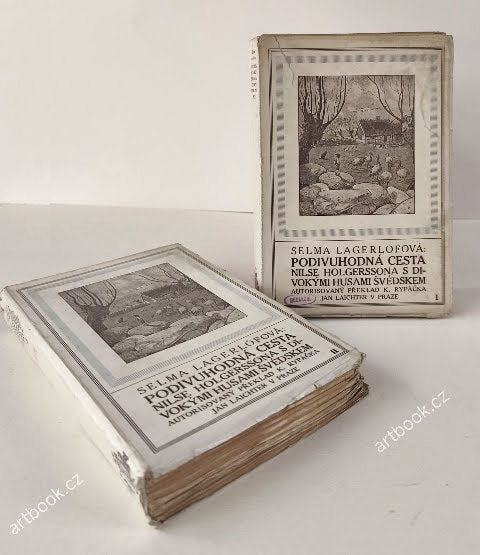 SELMA LAGERLÖFOVÁ:
PODIVUHODNÁ CESTA
NILSE HOLGERSSONA S DI-
VOKÝMI HUSAMI ŠVÉDSKEM
AUTORISOVANÝ PŘEKLAD K. RYPÁČKA
JAN LAICHTER V PRAZE I
SELMA LAGERLÖFOVÁ:
PODIVUHODNÁ CESTA
NILSE HOLGERSSONA S DI-
VOKÝMI HUSAMI ŠVÉDSKEM
AUTORISOVANÝ PŘEKLAD K. RYPÁČKA
JAN LAICHTER V PRAZE II
artbook.cz
artbook.cz